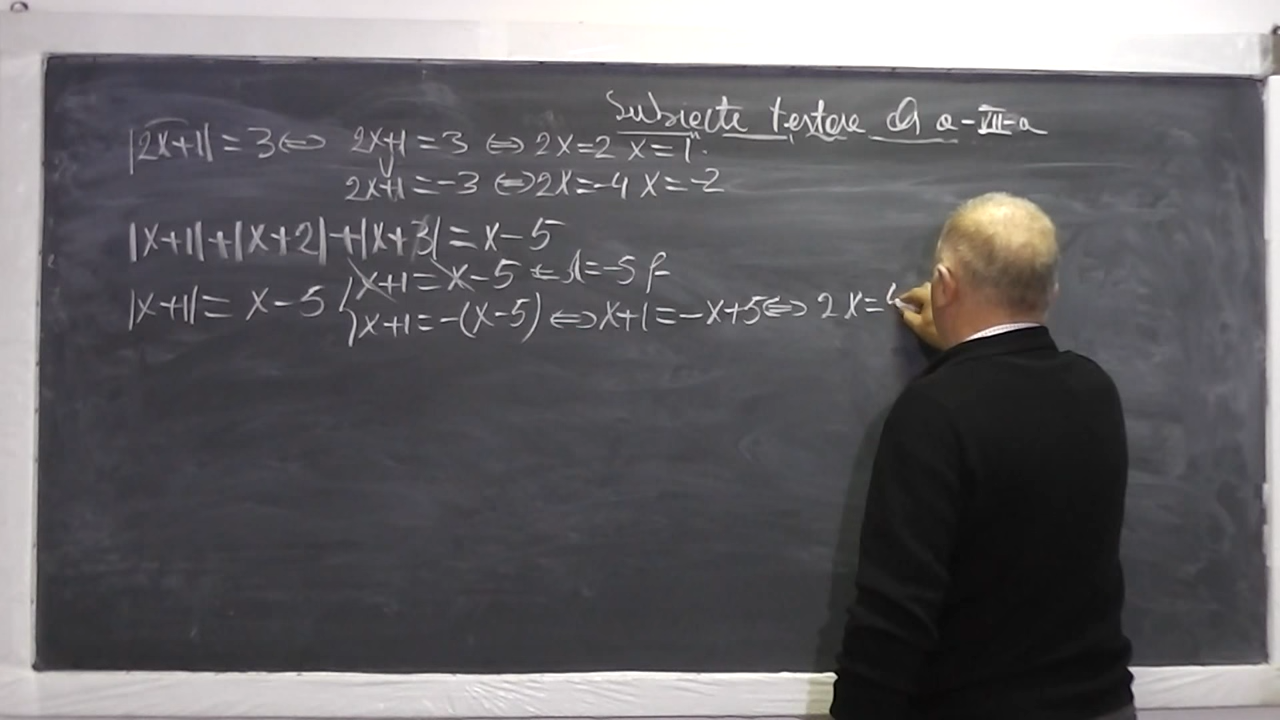 Subiecte testare a-VII-a
|2x+1| = 3 ⇔ 2x+1 = 3 ⇔ 2x=2 x=1
2x+1 = -3 ⇔ 2x=-4 x=-2
|x+1|+|x+2|+|x+3| = x-5
x+1 = x-5 ⇔ 1=-5 f
|x+1| = x-5
x+1 = -(x-5) ⇔ x+1 = -x+5 ⇔ 2x=4